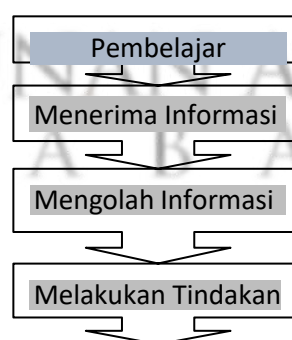 Pembelajar
Menerima Informasi
Mengolah Informasi
Melakukan Tindakan